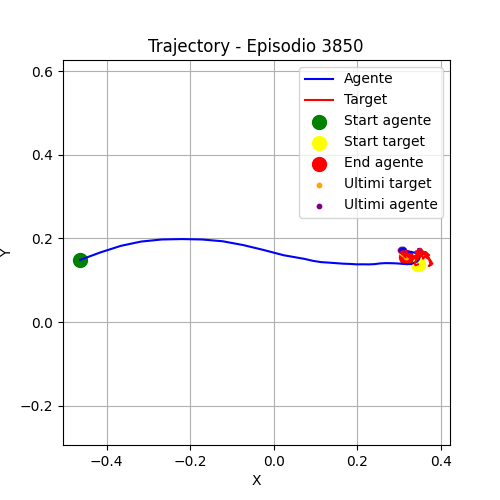 Trajectory - Episodio 3850
Agente
Target
Start agente
Start target
End agente
Ultimi target
Ultimi agente
0.6
0.4
0.2
0.0
−0.2
Y
−0.4
−0.2
0.0
0.2
0.4
X